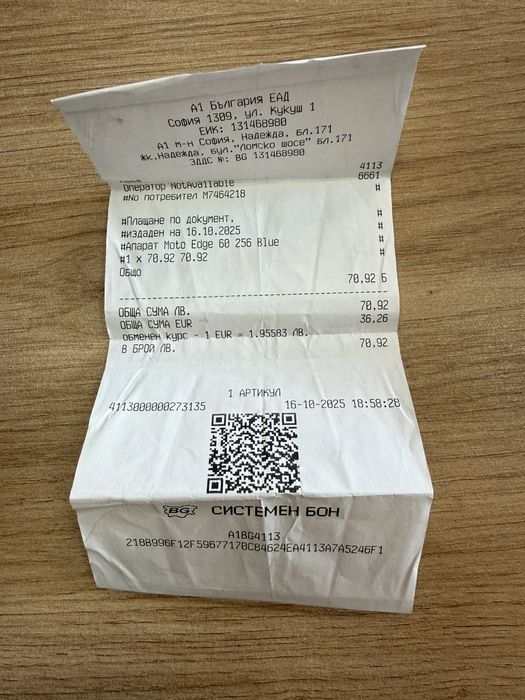 А1 България ЕАД
София 1309, ул. Кукуш 1
ЕИК: 131468980
А1 м-н София, Надежда, бл.171
жк.Надежда, бул."Ломско шосе" бл.171
ЗДДС №: BG 131468980
4113
Оператор NotAvailable 6661
#No потребител M7464218 #
#Плащане по документ, #
#издаден на 16.10.2025 #
#Апарат Moto Edge 60 256 Blue #
#1 x 70.92 70.92 #
Общо
70,92 Б
ОБЩА СУМА ЛВ. 70,92
ОБЩА СУМА EUR 36.26
обменен курс - 1 EUR = 1.95583 ЛВ.
В БРОЙ ЛВ. 70,92
1 АРТИКУЛ
4113000000273135 16-10-2025 18:58:28
BG СИСТЕМЕН БОН
A1BG4113
218B996F12F59677170C84624EA4113A7A5246F1